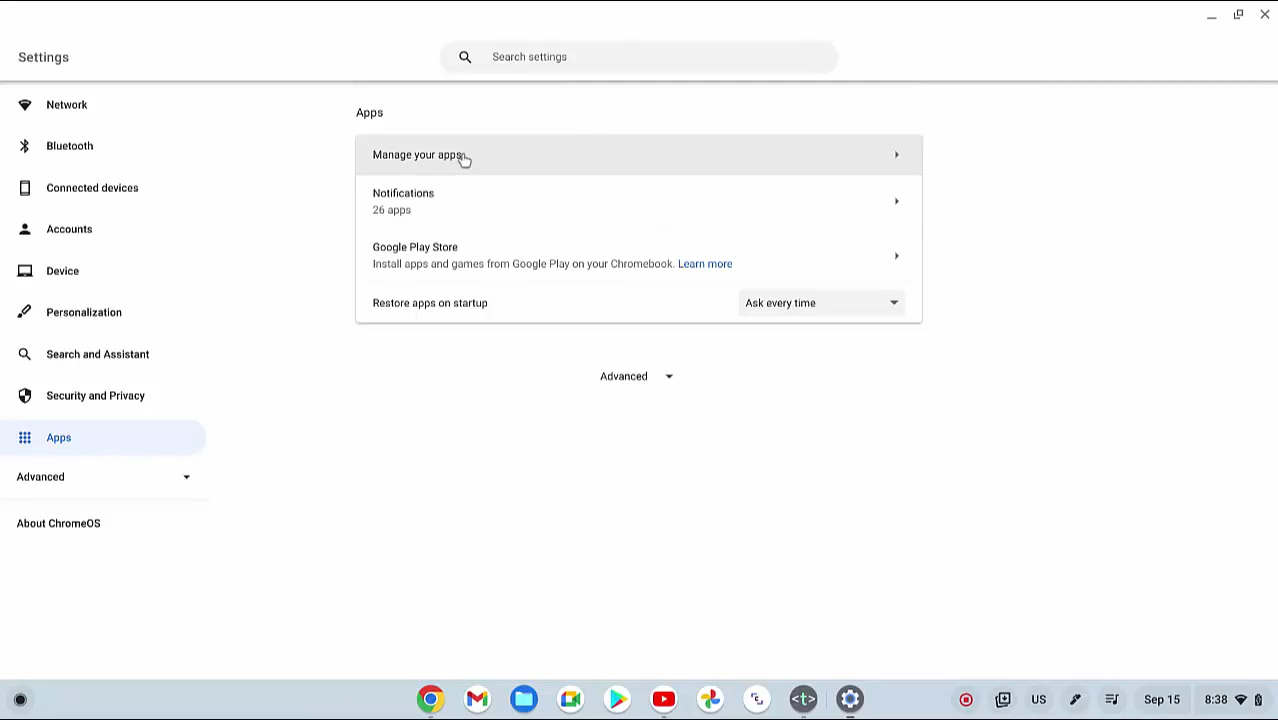 Settings
Search settings
Network
Bluetooth
Connected devices
Accounts
Device
Personalization
Search and Assistant
Security and Privacy
Apps
Advanced
About ChromeOS
Apps
Manage your apps
Notifications
26 apps
Google Play Store
Install apps and games from Google Play on your Chromebook. Learn more
Restore apps on startup Ask every time
Advanced
<t> US Sep 15 8:38